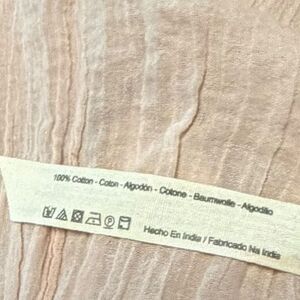 100% Cotton - Coton - Algodón - Cotone - Baumwolle - Algodão
Hecho En India / Fabricado Na India